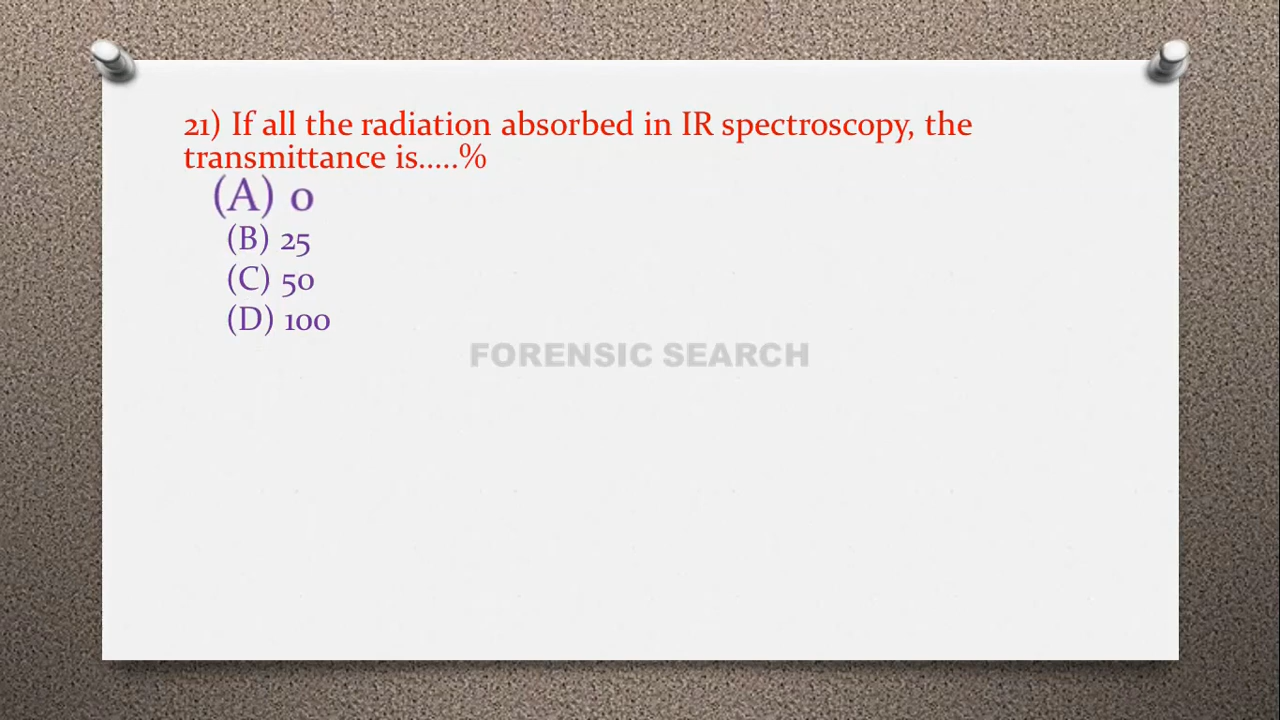 21) If all the radiation absorbed in IR spectroscopy, the
transmittance is.....%
(A) 0
(B) 25
(C) 50
(D) 100
FORENSIC SEARCH